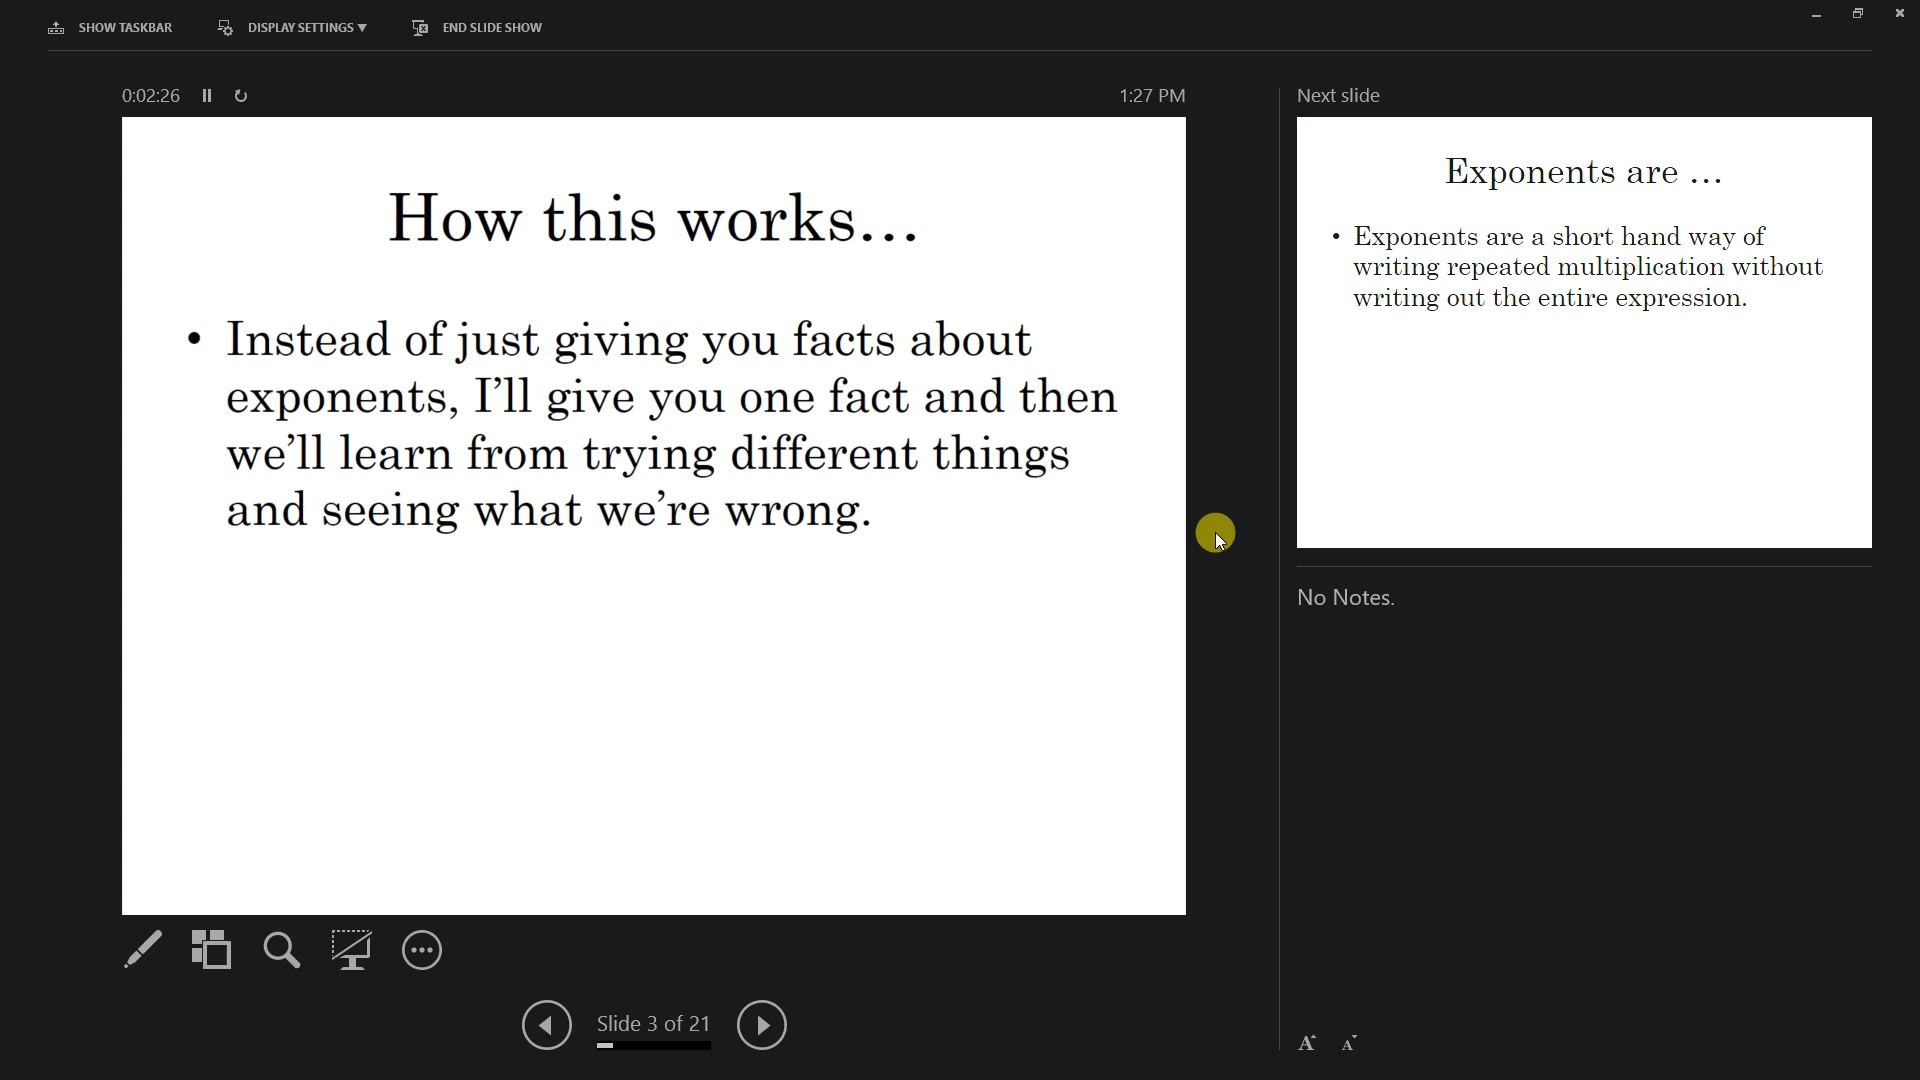 SHOW TASKBAR DISPLAY SETTINGS ▼ END SLIDE SHOW
0:02:26 1:27 PM
How this works...
• Instead of just giving you facts about
exponents, I’ll give you one fact and then
we’ll learn from trying different things
and seeing what we’re wrong.
Slide 3 of 21
Next slide
Exponents are ...
• Exponents are a short hand way of
writing repeated multiplication without
writing out the entire expression.
No Notes.
A A